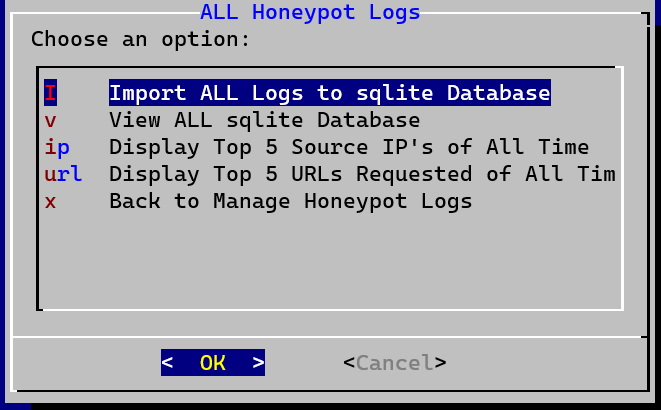 ALL Honeypot Logs
Choose an option:
I Import ALL Logs to sqlite Database
v View ALL sqlite Database
ip Display Top 5 Source IP's of All Time
url Display Top 5 URLs Requested of All Tim
x Back to Manage Honeypot Logs
< OK > <Cancel>